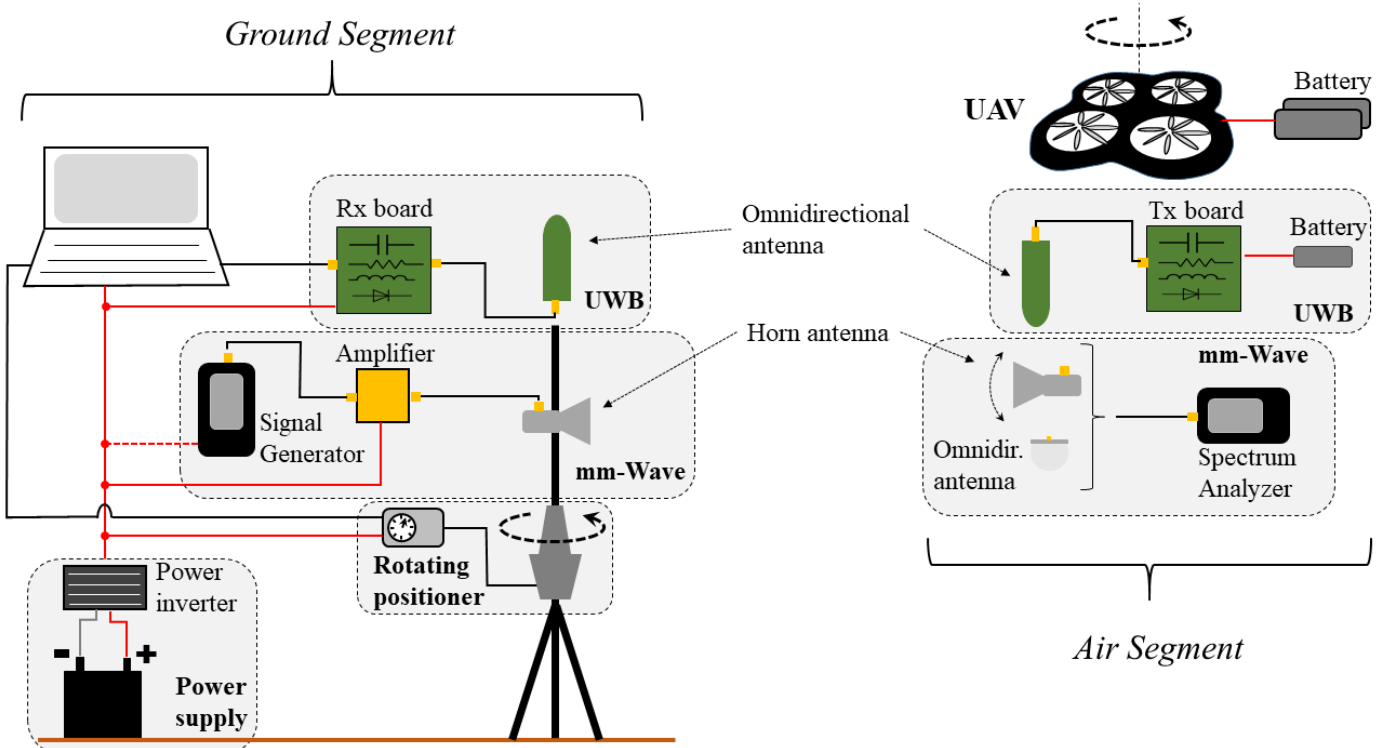 Ground Segment
Rx board
UWB
Amplifier
Signal
Generator
mm-Wave
Rotating
positioner
Power
inverter
-
+
Power
supply
Omnidirectional
antenna
Horn antenna
UAV
Battery
Tx board
Battery
UWB
mm-Wave
Omnidir.
antenna
Spectrum
Analyzer
Air Segment